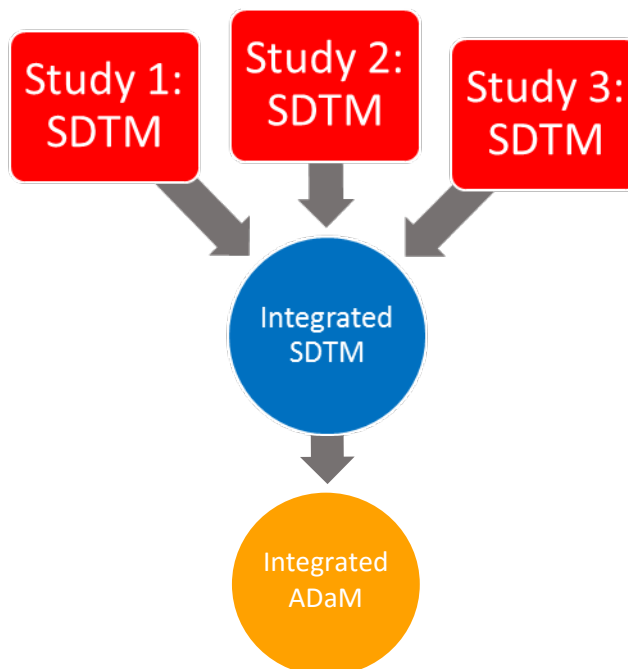 Study 1:
SDTM
Study 2:
SDTM
Study 3:
SDTM
Integrated
SDTM
Integrated
ADaM